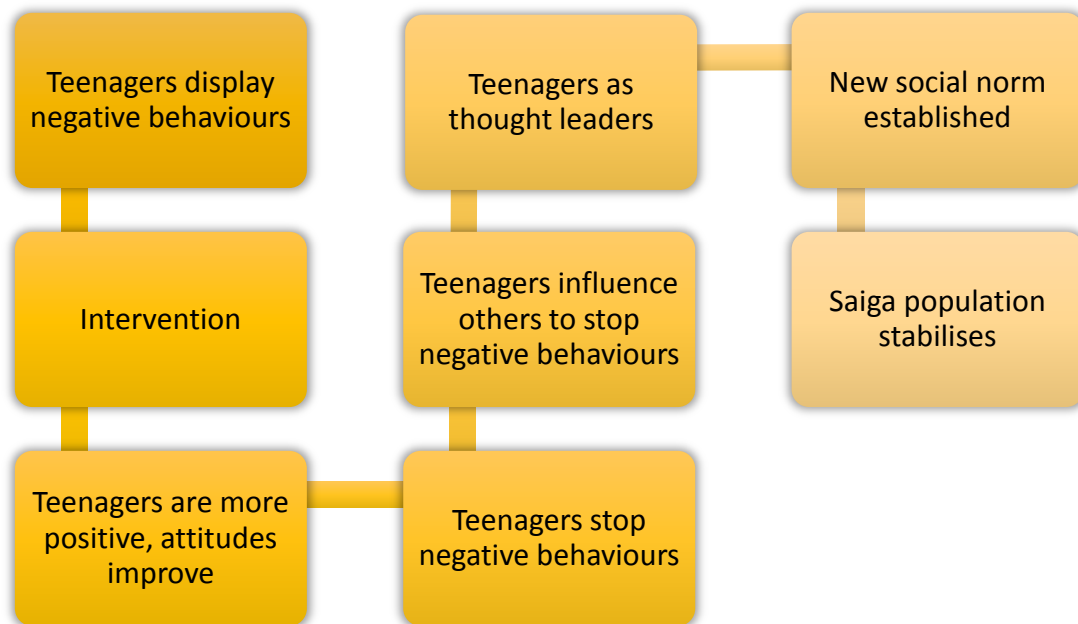 Teenagers display
negative behaviours
Intervention
Teenagers are more
positive, attitudes
improve
Teenagers stop
negative behaviours
Teenagers influence
others to stop
negative behaviours
Teenagers as
thought leaders
New social norm
established
Saiga population
stabilises